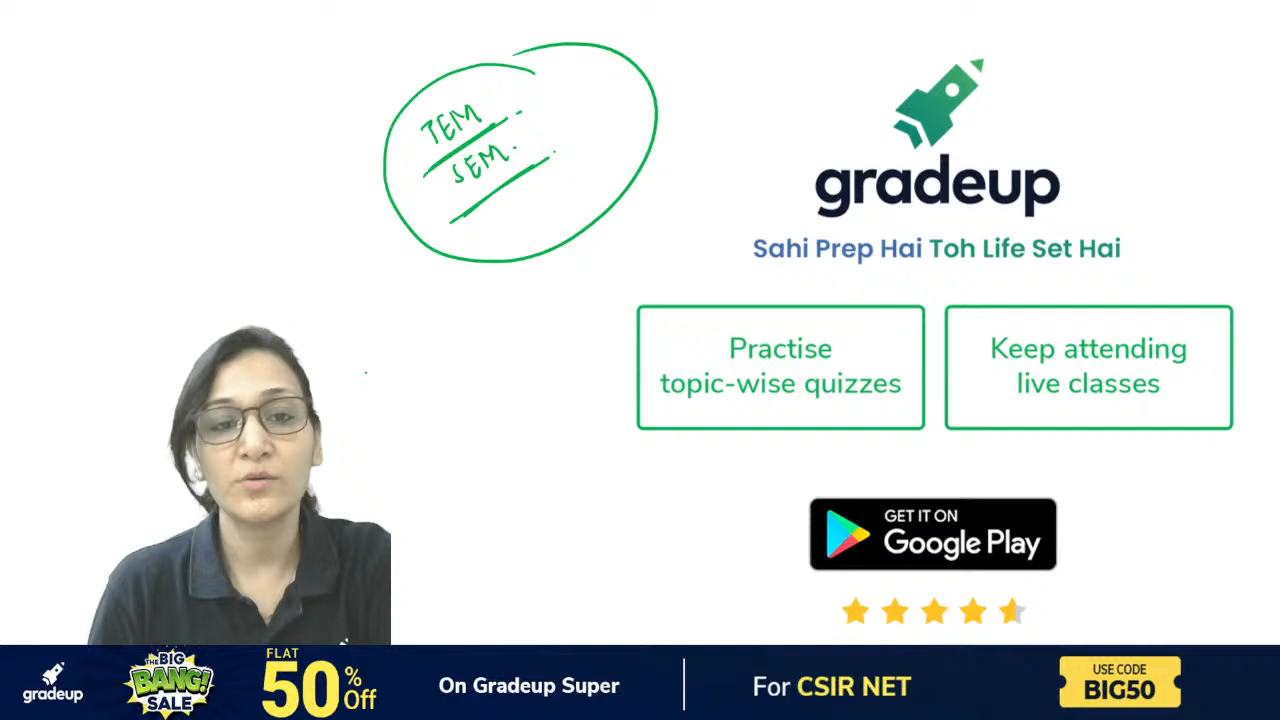 TEM
SEM.
gradeup
Sahi Prep Hai Toh Life Set Hai
Practise
topic-wise quizzes
Keep attending
live classes
GET IT ON
Google Play
gradeup
THE BIG
BANG!
SALE
FLAT
50% Off
On Gradeup Super
For CSIR NET
USE CODE
BIG50